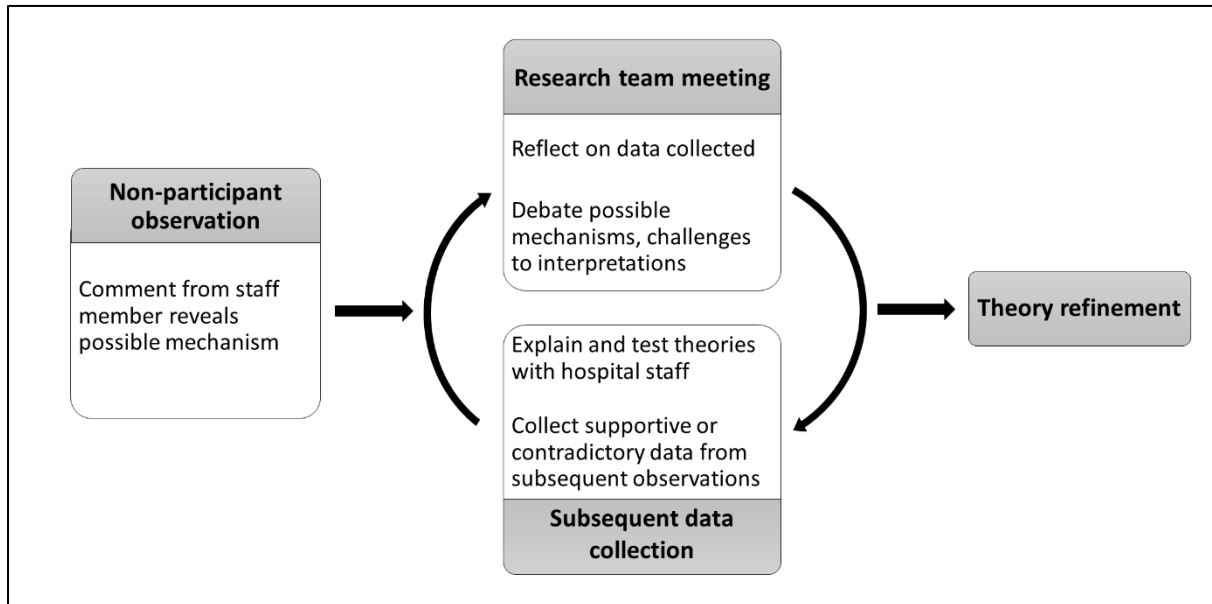 Non-participant
observation
Comment from staff
member reveals
possible mechanism
Research team meeting
Reflect on data collected
Debate possible
mechanisms, challenges
to interpretations
Explain and test theories
with hospital staff
Collect supportive or
contradictory data from
subsequent observations
Subsequent data
collection
Theory refinement